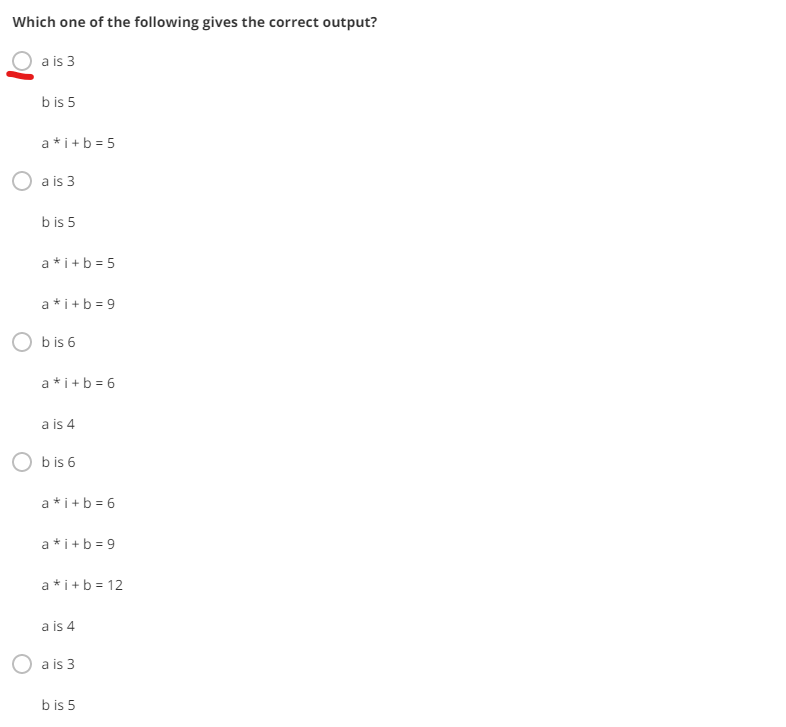 Which one of the following gives the correct output?
a is 3
b is 5
a * i + b = 5
a is 3
b is 5
a * i + b = 5
a * i + b = 9
b is 6
a * i + b = 6
a is 4
b is 6
a * i + b = 6
a * i + b = 9
a * i + b = 12
a is 4
a is 3
b is 5